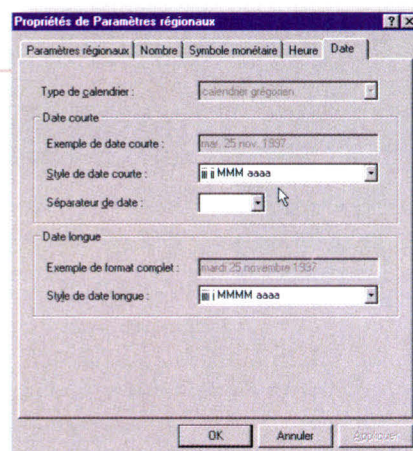 Propriétés de Paramètres régionaux
Paramètres régionaux Nombre Symbole monétaire Heure Date
Type de calendrier : calendrier grégorien
Date courte
Exemple de date courte : mar. 25 nov. 1997
Style de date courte : jjj j MMM aaaa
Séparateur de date :
Date longue
Exemple de format complet : mardi 25 novembre 1997
Style de date longue : jjjj j MMMM aaaa
OK Annuler Appliquer